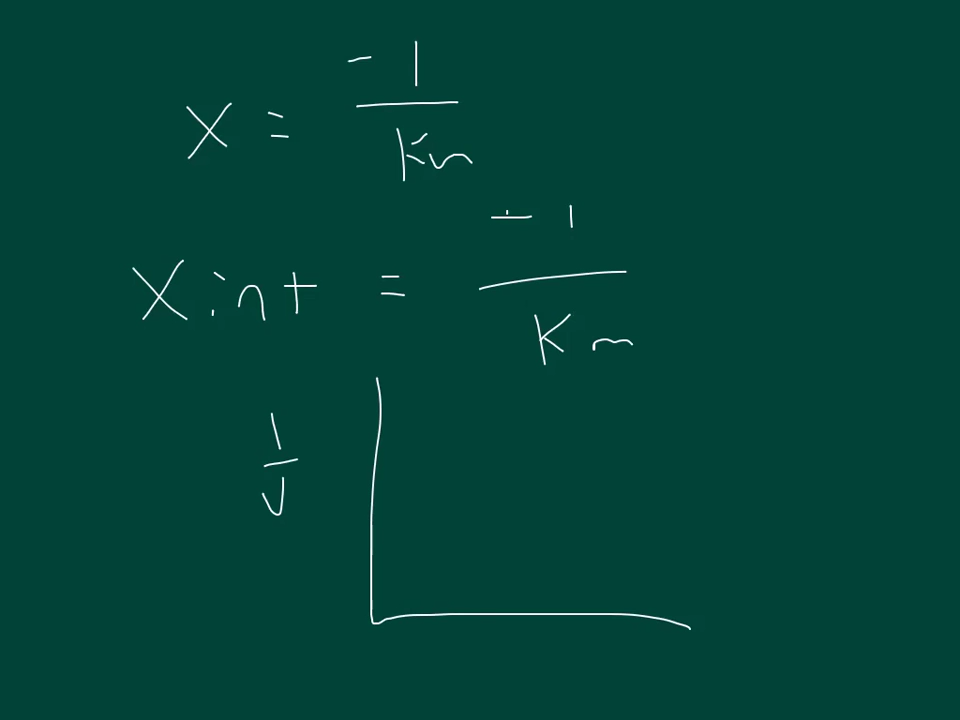 x = -1/Km
x int = -1/Km
1/v